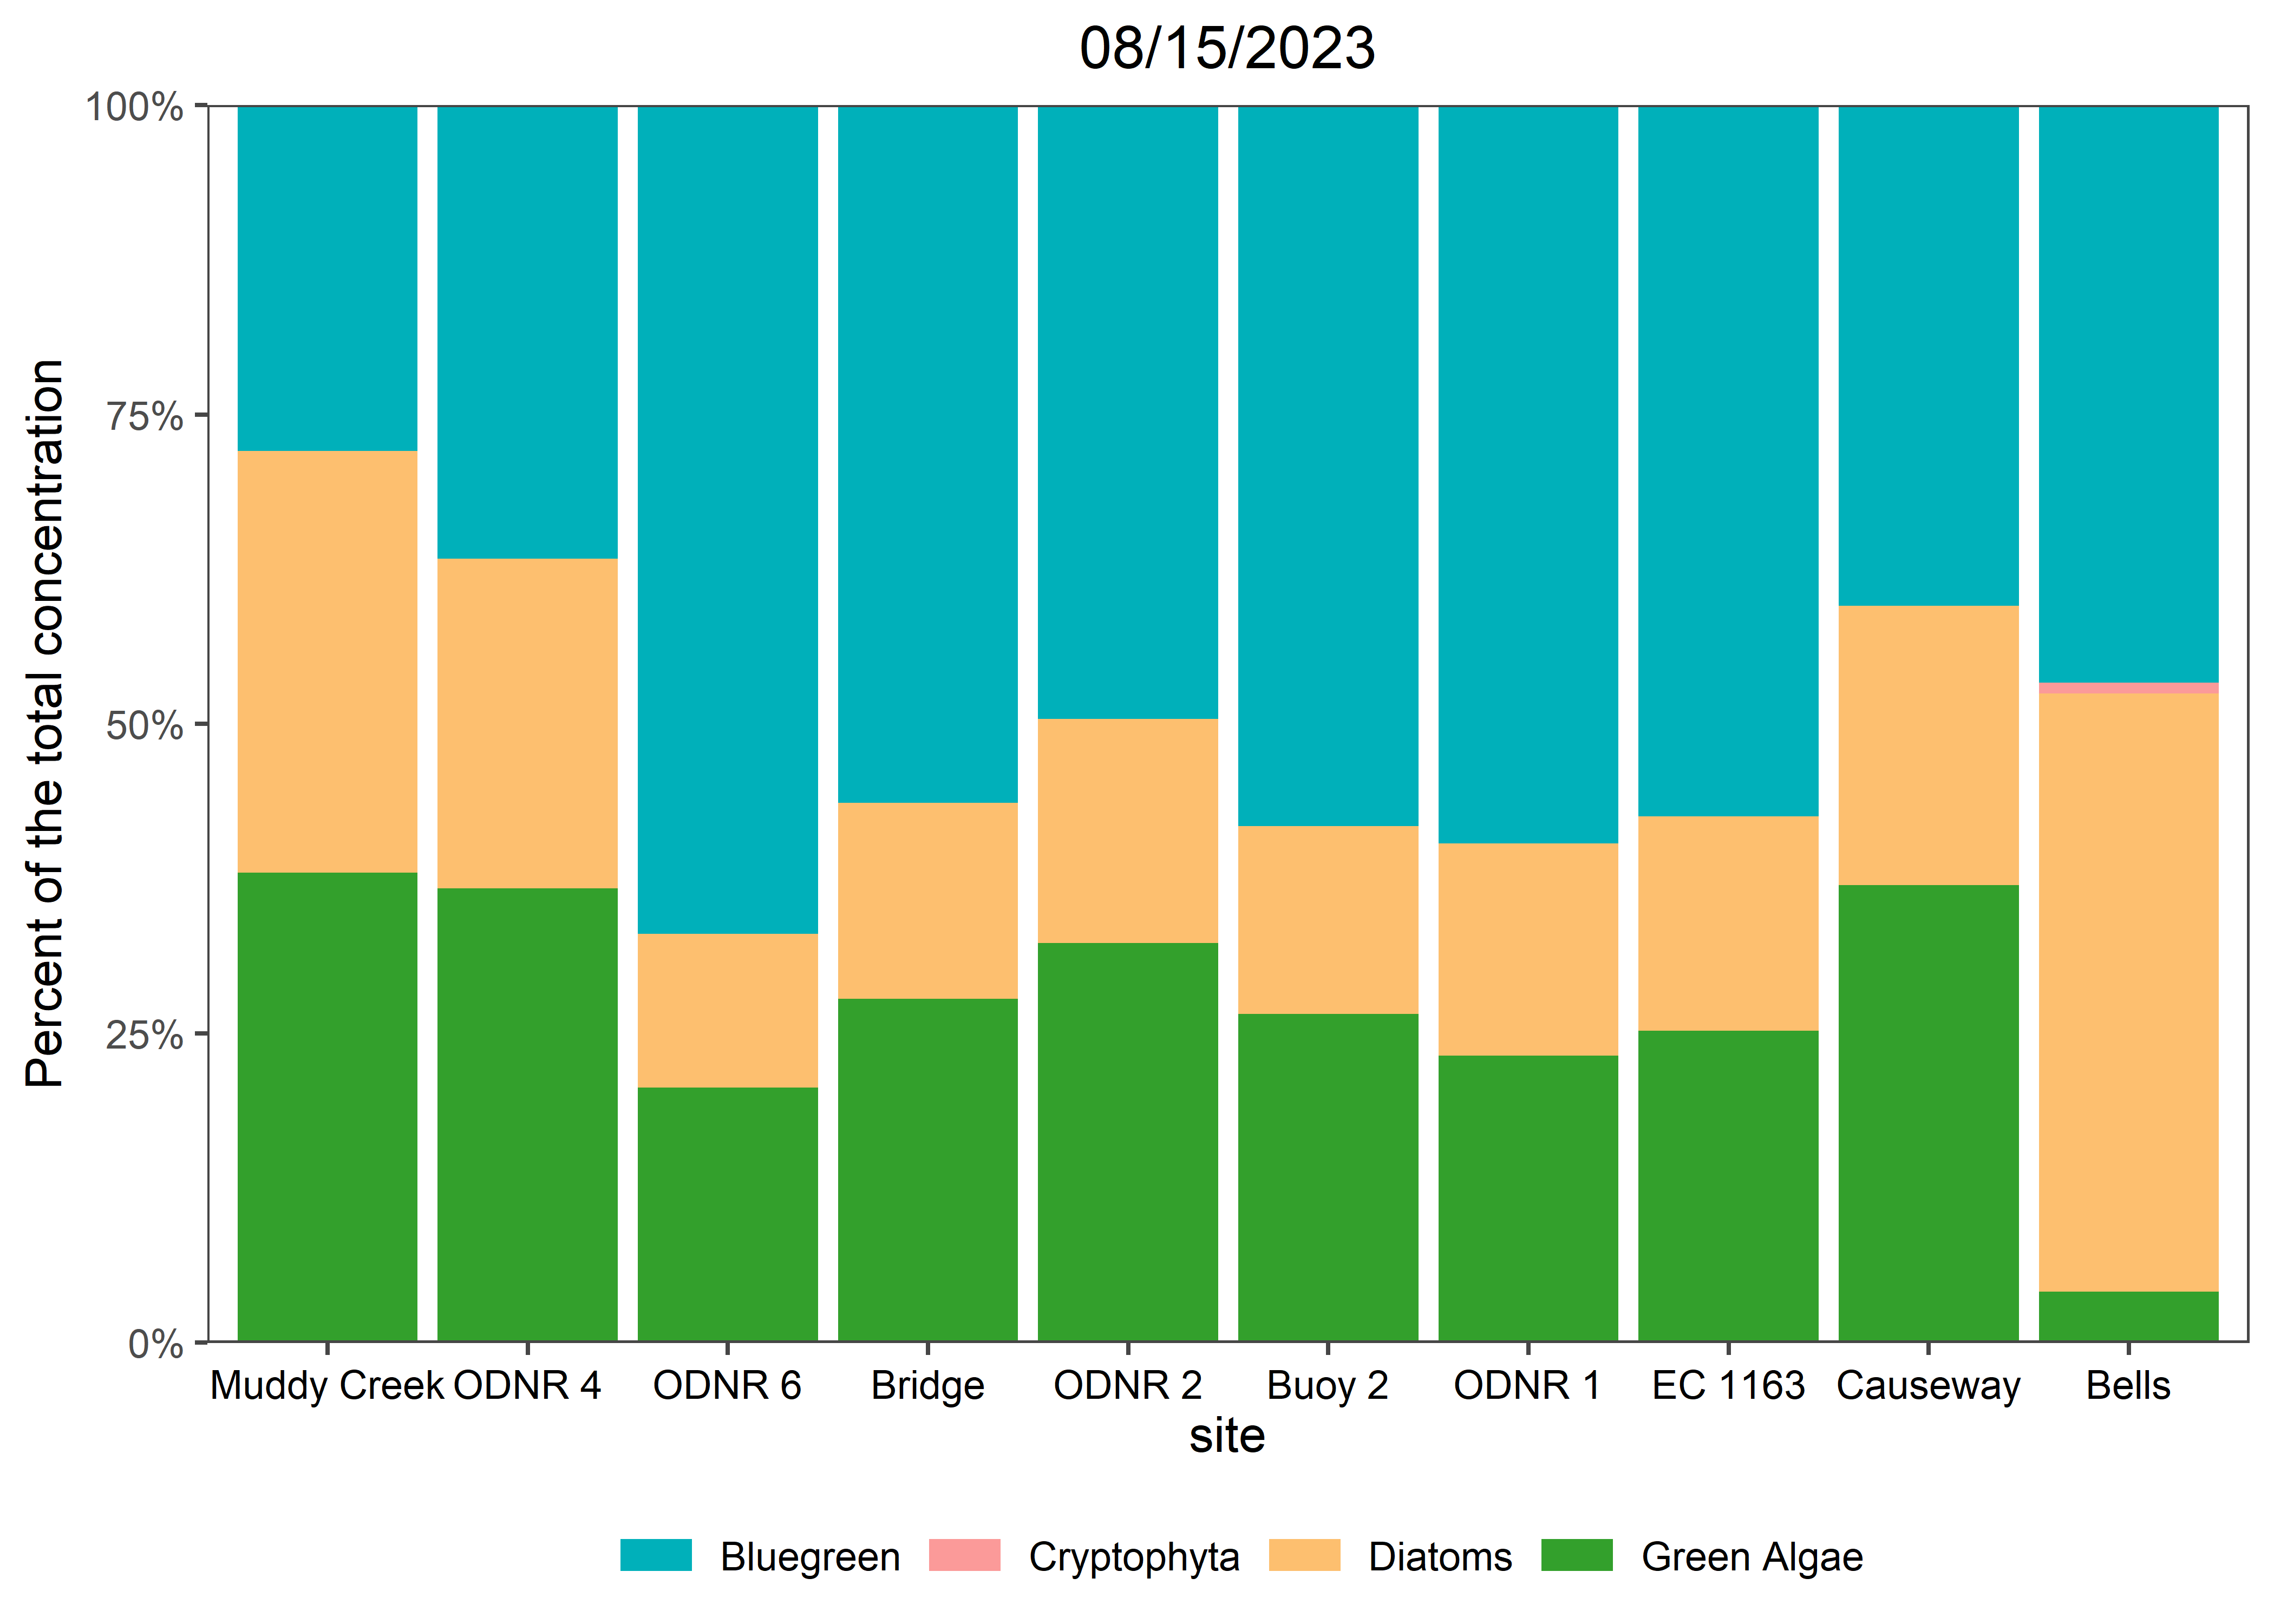 08/15/2023
Percent of the total concentration
100%
75%
50%
25%
0%
Muddy Creek ODNR 4 ODNR 6 Bridge ODNR 2 Buoy 2 ODNR 1 EC 1163 Causeway Bells
site
Bluegreen Cryptophyta Diatoms Green Algae